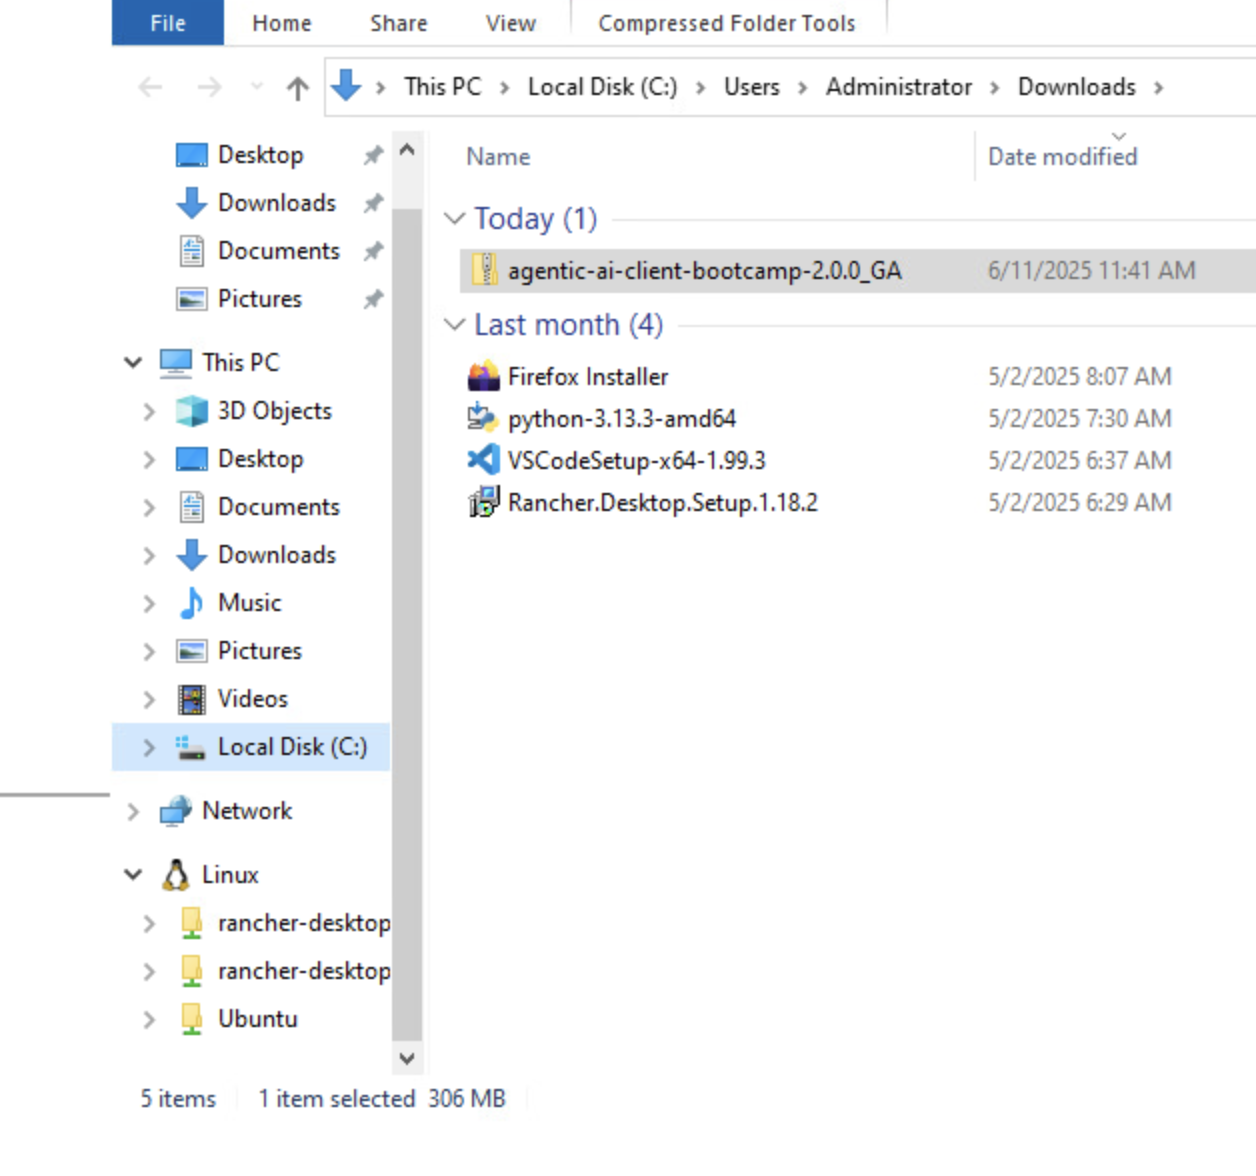 File Home Share View Compressed Folder Tools
This PC Local Disk (C:) Users Administrator Downloads
Desktop
Downloads
Documents
Pictures
This PC
3D Objects
Desktop
Documents
Downloads
Music
Pictures
Videos
Local Disk (C:)
Network
Linux
rancher-desktop
rancher-desktop
Ubuntu
Name Date modified
Today (1)
agentic-ai-client-bootcamp-2.0.0_GA 6/11/2025 11:41 AM
Last month (4)
Firefox Installer 5/2/2025 8:07 AM
python-3.13.3-amd64 5/2/2025 7:30 AM
VSCodeSetup-x64-1.99.3 5/2/2025 6:37 AM
Rancher.Desktop.Setup.1.18.2 5/2/2025 6:29 AM
5 items 1 item selected 306 MB